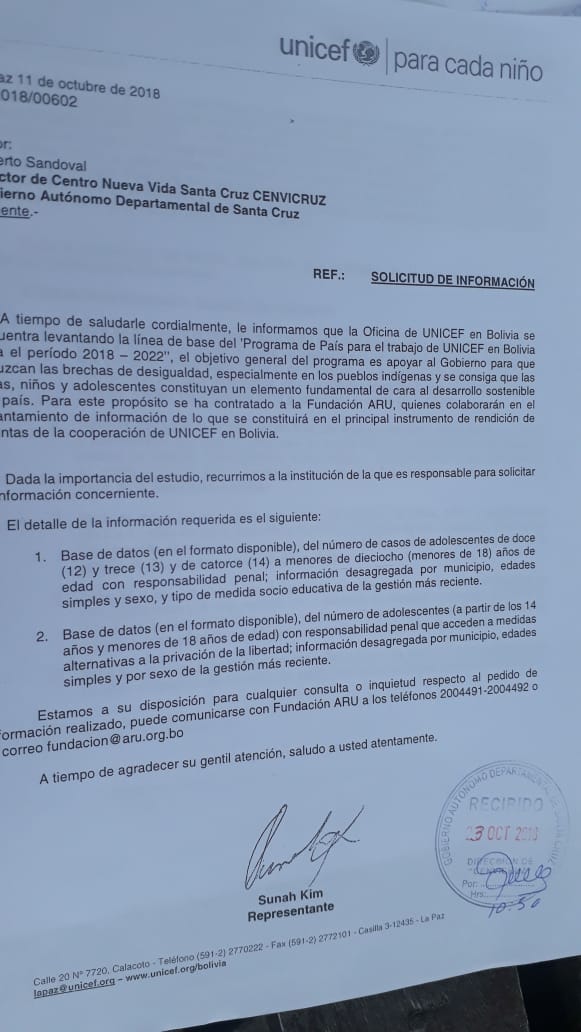 unicef para cada niño
az 11 de octubre de 2018
018/00602
or:
erto Sandoval
ctor de Centro Nueva Vida Santa Cruz CENVICRUZ
ierno Autónomo Departamental de Santa Cruz
ente.-
REF.: SOLICITUD DE INFORMACIÓN
A tiempo de saludarle cordialmente, le informamos que la Oficina de UNICEF en Bolivia se
uentra levantando la línea de base del 'Programa de País para el trabajo de UNICEF en Bolivia
a el período 2018 – 2022", el objetivo general del programa es apoyar al Gobierno para que
uzcan las brechas de desigualdad, especialmente en los pueblos indígenas y se consiga que las
as, niños y adolescentes constituyan un elemento fundamental de cara al desarrollo sostenible
país. Para este propósito se ha contratado a la Fundación ARU, quienes colaborarán en el
antamiento de información de lo que se constituirá en el principal instrumento de rendición de
ntas de la cooperación de UNICEF en Bolivia.
Dada la importancia del estudio, recurrimos a la institución de la que es responsable para solicitar
nformación concerniente.
El detalle de la información requerida es el siguiente:
1. Base de datos (en el formato disponible), del número de casos de adolescentes de doce
(12) y trece (13) y de catorce (14) a menores de dieciocho (menores de 18) años de
edad con responsabilidad penal; información desagregada por municipio, edades
simples y sexo, y tipo de medida socio educativa de la gestión más reciente.
2. Base de datos (en el formato disponible), del número de adolescentes (a partir de los 14
años y menores de 18 años de edad) con responsabilidad penal que acceden a medidas
alternativas a la privación de la libertad; información desagregada por municipio, edades
simples y por sexo de la gestión más reciente.
Estamos a su disposición para cualquier consulta o inquietud respecto al pedido de
formación realizado, puede comunicarse con Fundación ARU a los teléfonos 2004491-2004492 o
correo fundacion@aru.org.bo
A tiempo de agradecer su gentil atención, saludo a usted atentamente.
Sunah Kim
Representante
GOBIERNO AUTÓNOMO DEPARTAMENTAL DE
RECIBIDO
3 OCT 2018
DIRECCIÓN DE
Por:
Hrs:
10:50
Calle 20 N° 7720, Calacoto - Teléfono (591-2) 2770222 - Fax (591-2) 2772101 - Casilla 3-12435 - La Paz
lapaz@unicef.org – www.unicef.org/bolivia